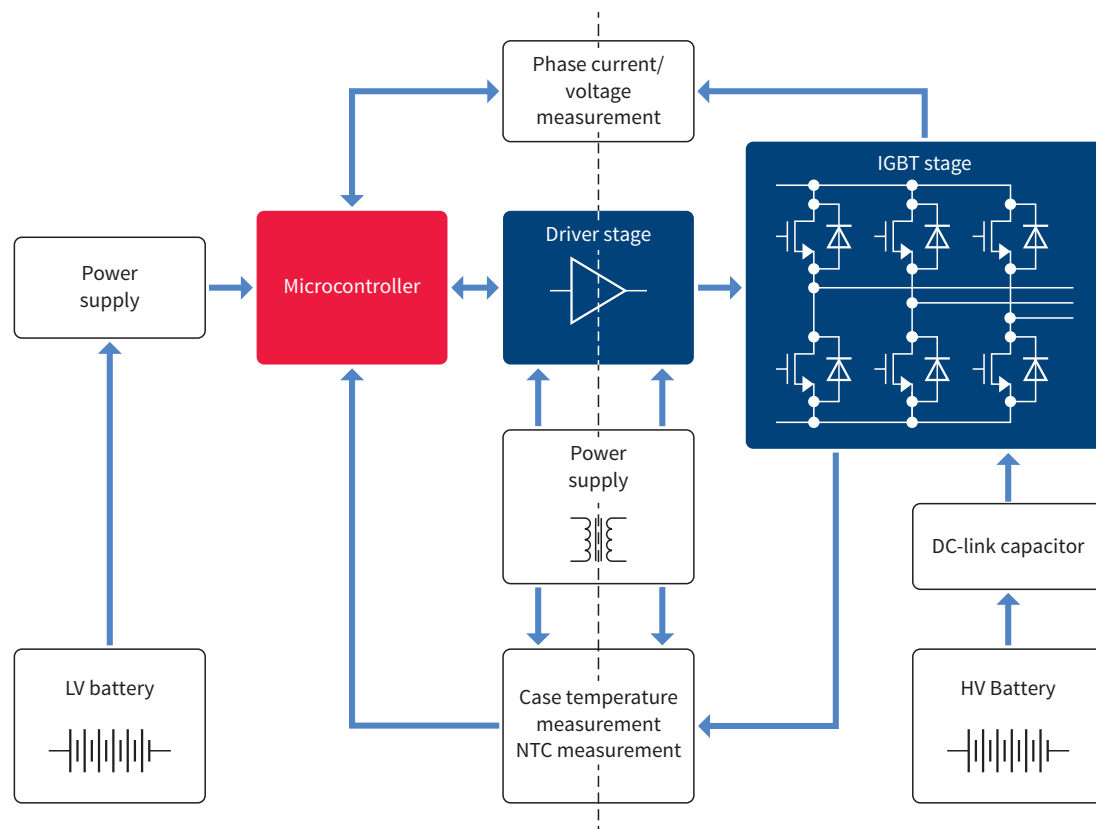 Phase current/
voltage
measurement
IGBT stage
Power
supply
Microcontroller
Driver stage
Power
supply
DC-link capacitor
LV battery
Case temperature
measurement
NTC measurement
HV Battery